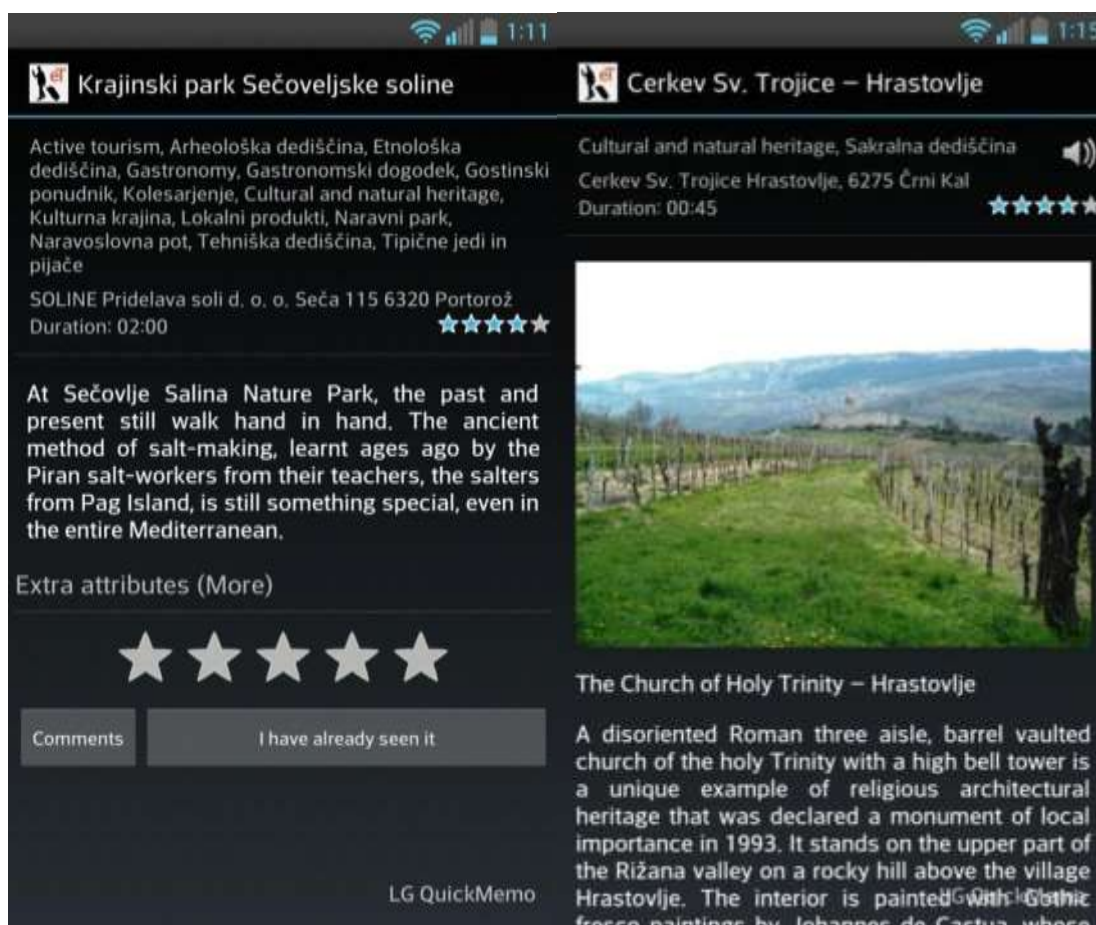 1:11
Krajinski park Sečoveljske soline
Active tourism, Arheološka dediščina, Etnološka
dediščina, Gastronomy, Gastronomski dogodek, Gostinski
ponudnik, Kolesarjenje, Cultural and natural heritage,
Kulturna krajina, Lokalni produkti, Naravni park,
Naravoslovna pot, Tehniška dediščina, Tipične jedi in
pijače
SOLINE Pridelava soli d. o. o. Seča 115 6320 Portorož
Duration: 02:00
At Sečovlje Salina Nature Park, the past and
present still walk hand in hand. The ancient
method of salt-making, learnt ages ago by the
Piran salt-workers from their teachers, the salters
from Pag Island, is still something special, even in
the entire Mediterranean.
Extra attributes (More)
Comments
I have already seen it
LG QuickMemo
1:15
Cerkev Sv. Trojice – Hrastovlje
Cultural and natural heritage, Sakralna dediščina
Cerkev Sv. Trojice Hrastovlje, 6275 Črni Kal
Duration: 00:45
The Church of Holy Trinity – Hrastovlje
A disoriented Roman three aisle, barrel vaulted
church of the holy Trinity with a high bell tower is
a unique example of religious architectural
heritage that was declared a monument of local
importance in 1993. It stands on the upper part of
the Rižana valley on a rocky hill above the village
Hrastovlje. The interior is painted with Gothic
fresco paintings by Johannes de Castua, whose